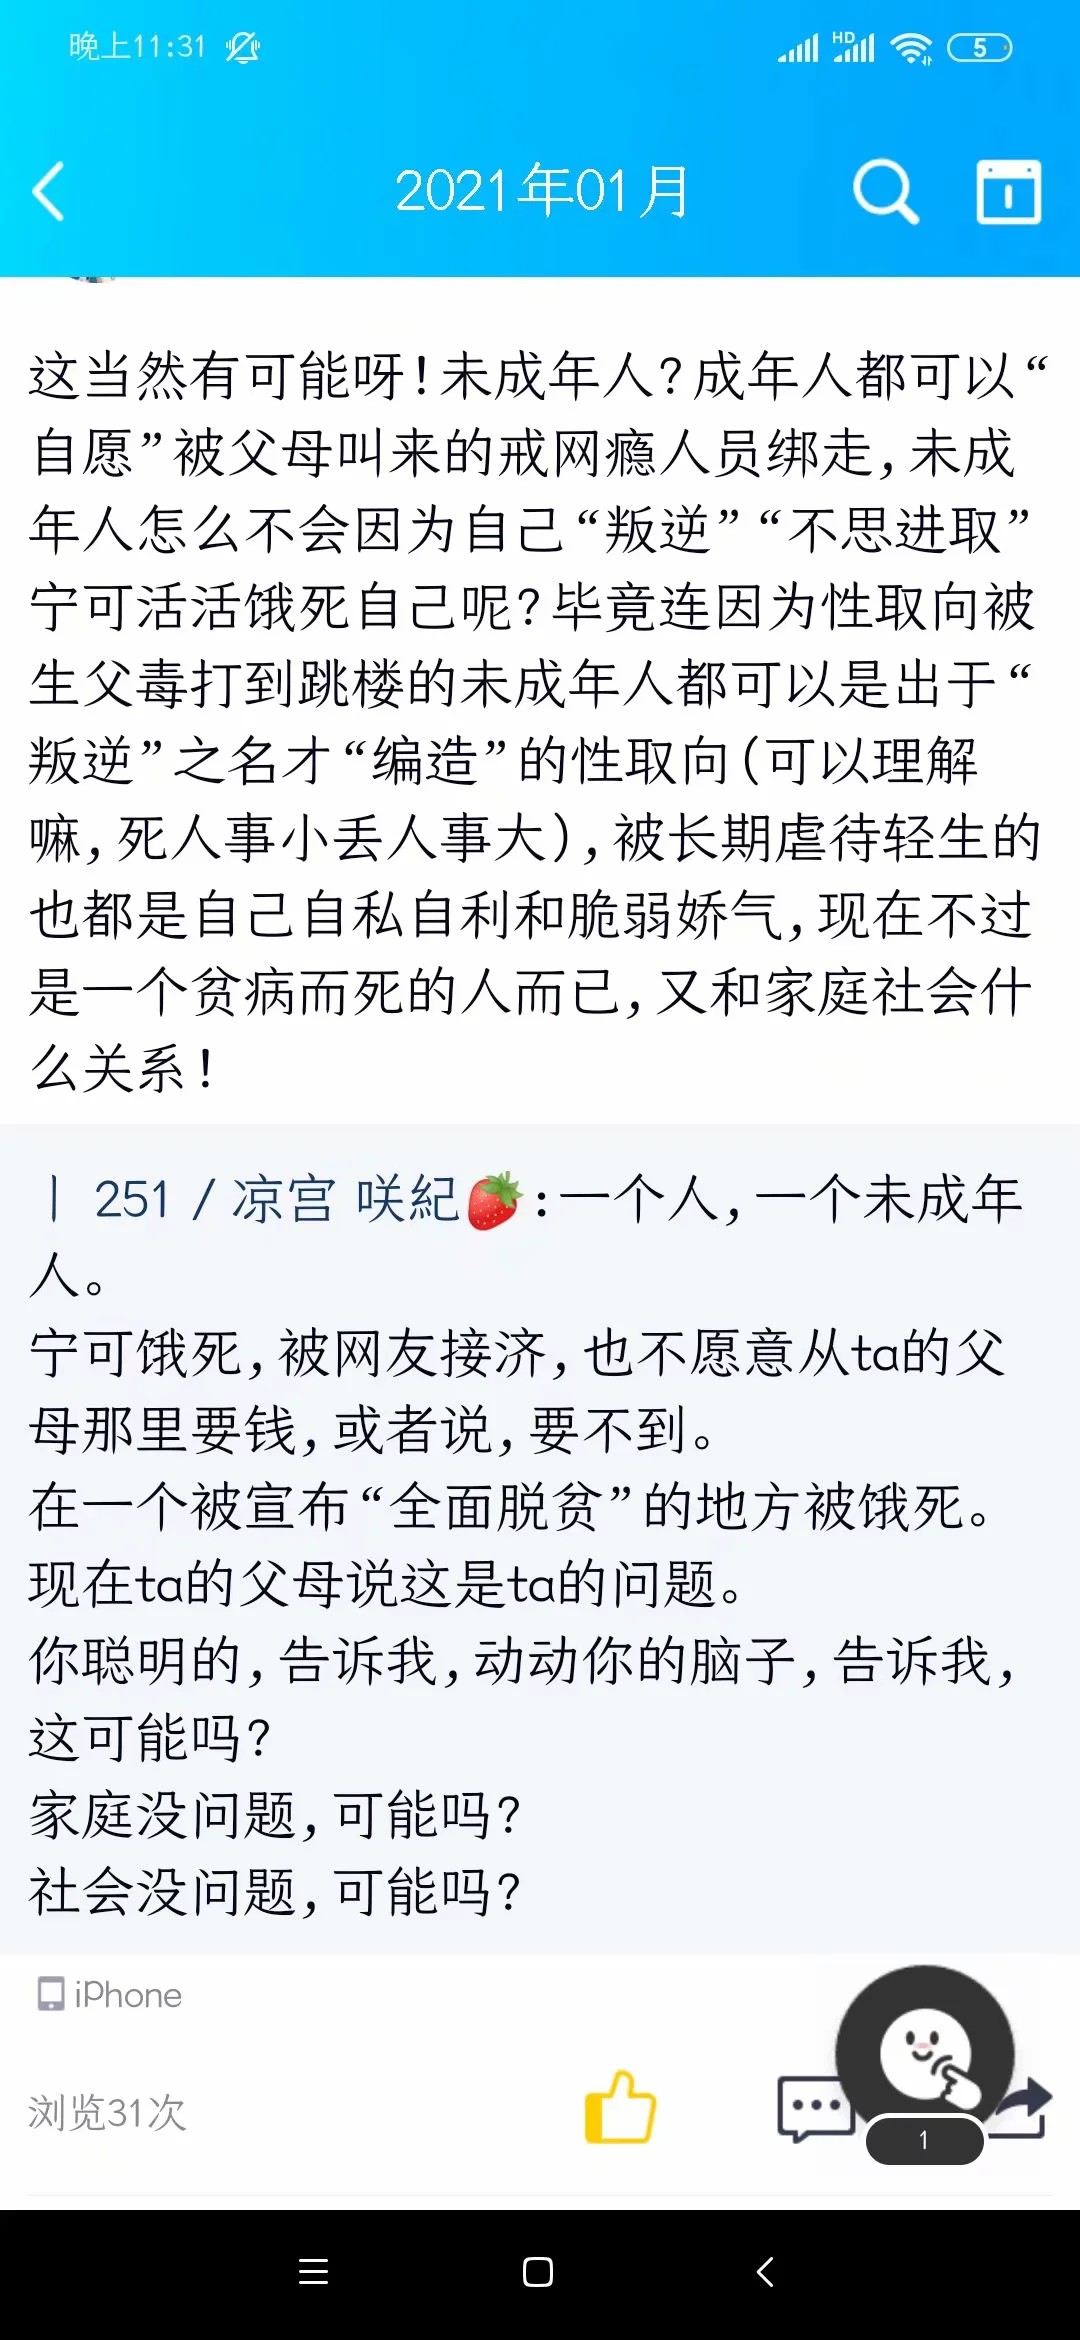 晚上11:31 HD 5
2021年01月
这当然有可能呀!未成年人?成年人都可以“
自愿”被父母叫来的戒网瘾人员绑走,未成
年人怎么不会因为自己“叛逆”“不思进取”
宁可活活饿死自己呢?毕竟连因为性取向被
生父毒打到跳楼的未成年人都可以是出于“
叛逆”之名才“编造”的性取向(可以理解
嘛,死人事小丢人事大),被长期虐待轻生的
也都是自己自私自利和脆弱娇气,现在不过
是一个贫病而死的人而已,又和家庭社会什
么关系!
丨 251 / 凉宫 咲紀🍓:一个人,一个未成年
人。
宁可饿死,被网友接济,也不愿意从ta的父
母那里要钱,或者说,要不到。
在一个被宣布“全面脱贫”的地方被饿死。
现在ta的父母说这是ta的问题。
你聪明的,告诉我,动动你的脑子,告诉我,
这可能吗?
家庭没问题,可能吗?
社会没问题,可能吗?
iPhone
浏览31次
1